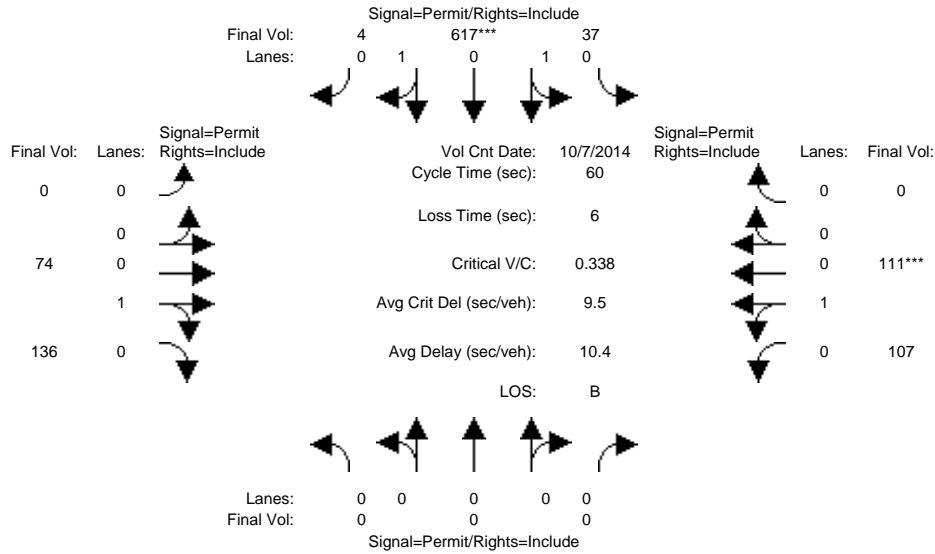 Signal=Permit/Rights=Include
Final Vol: 4 617*** 37
Lanes: 0 1 0 1 0
Signal=Permit Signal=Permit
Final Vol: Lanes: Rights=Include Vol Cnt Date: 10/7/2014 Rights=Include Lanes: Final Vol:
Cycle Time (sec): 60
0 0 0 0
Loss Time (sec): 6
0 0
74 0 Critical V/C: 0.338 0 111***
1 Avg Crit Del (sec/veh): 9.5 1
136 0 Avg Delay (sec/veh): 10.4 0 107
LOS: B
Lanes: 0 0 0 0 0
Final Vol: 0 0 0
Signal=Permit/Rights=Include